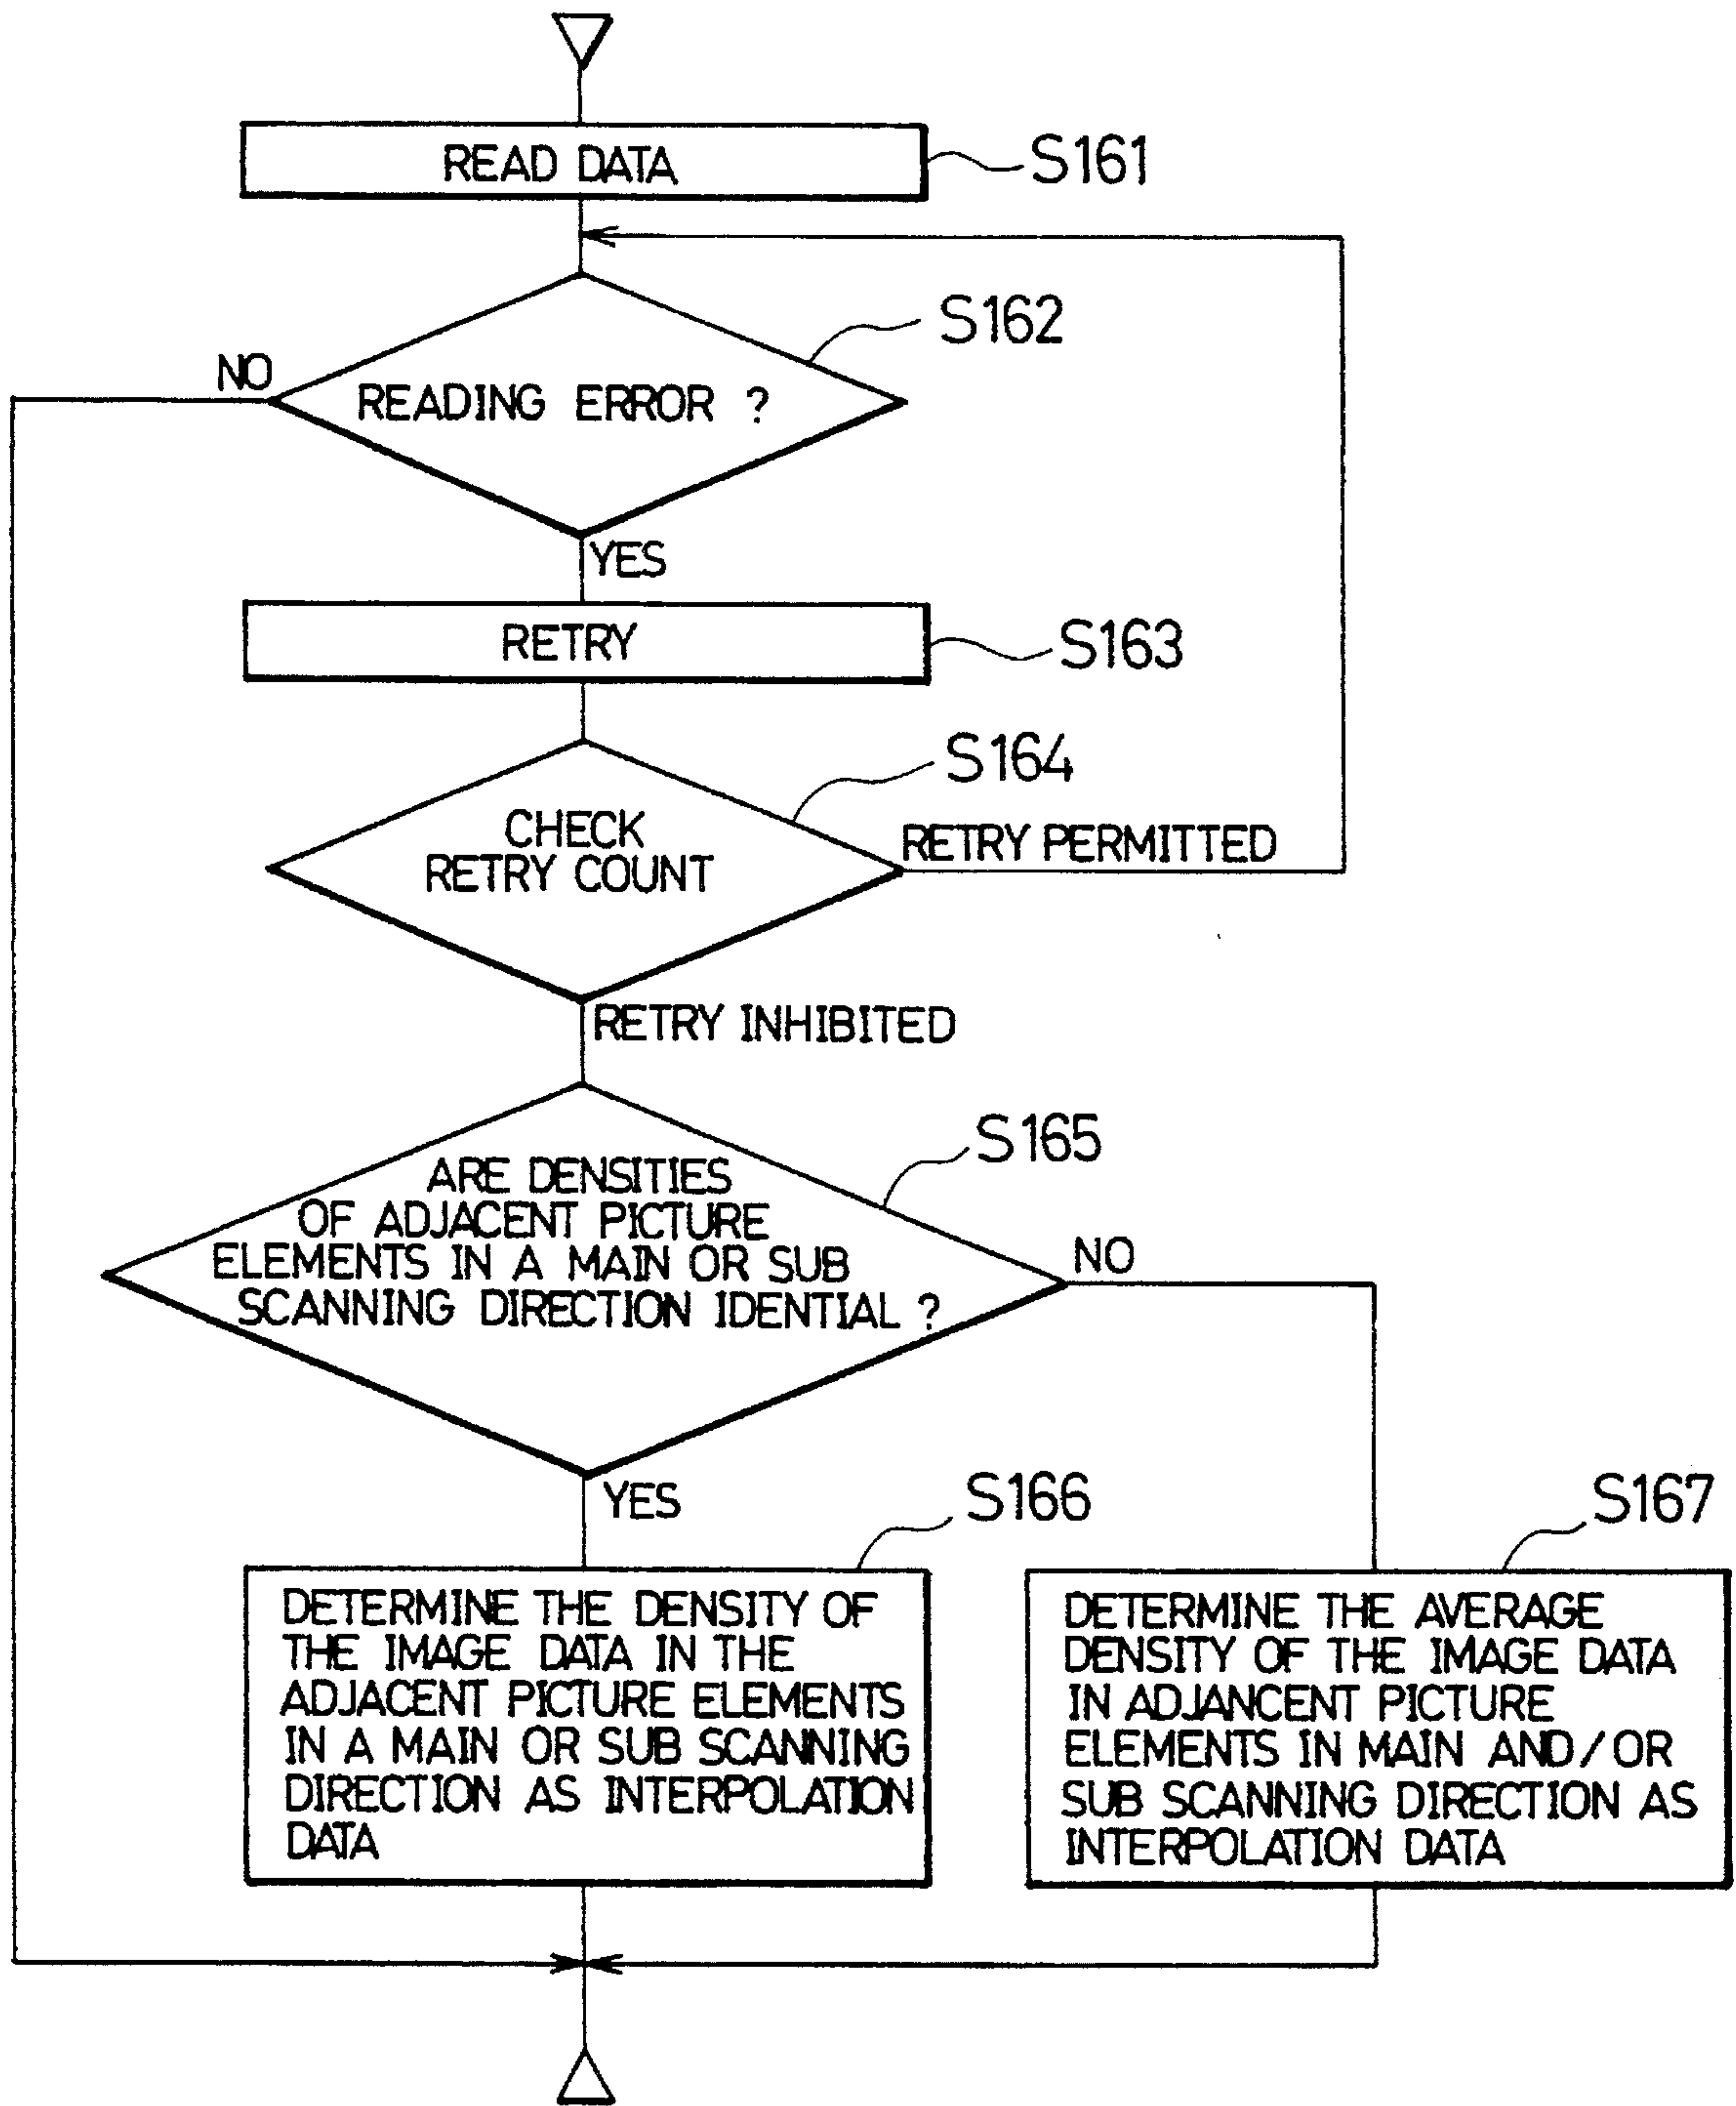 READ DATA
S161
S162
NO
READING ERROR ?
YES
RETRY
S163
S164
CHECK
RETRY COUNT
RETRY PERMITTED
RETRY INHIBITED
S165
ARE DENSITIES
OF ADJACENT PICTURE
ELEMENTS IN A MAIN OR SUB
SCANNING DIRECTION IDENTIAL ?
NO
YES
S166
DETERMINE THE DENSITY OF
THE IMAGE DATA IN THE
ADJACENT PICTURE ELEMENTS
IN A MAIN OR SUB SCANNING
DIRECTION AS INTERPOLATION
DATA
S167
DETERMINE THE AVERAGE
DENSITY OF THE IMAGE DATA
IN ADJANCENT PICTURE
ELEMENTS IN MAIN AND/OR
SUB SCANNING DIRECTION AS
INTERPOLATION DATA